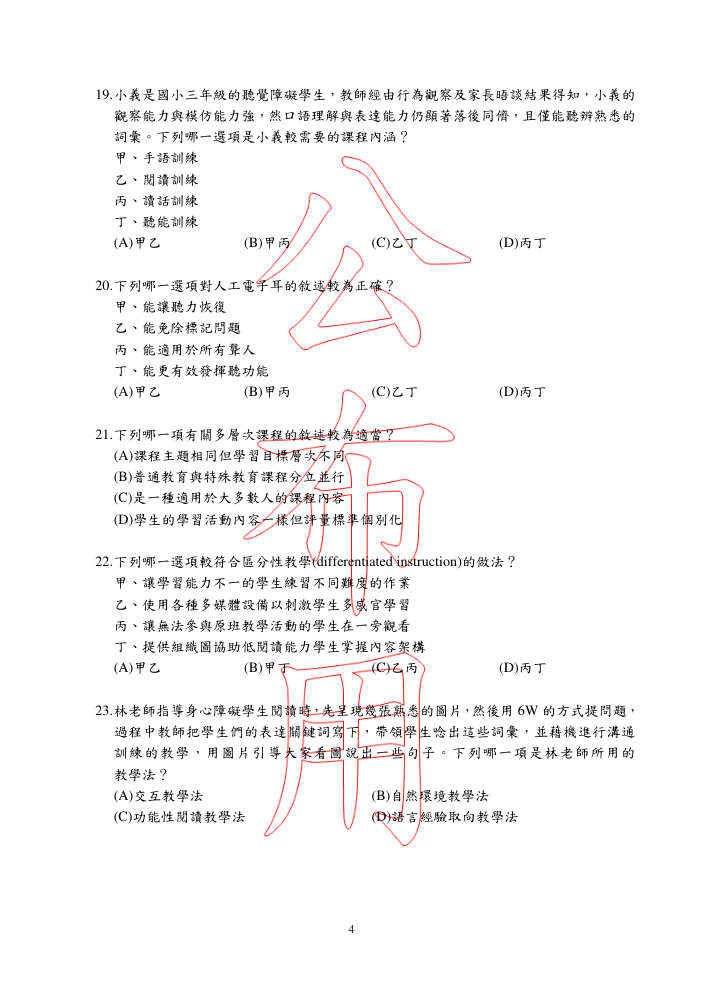 19.小義是國小三年級的聽覺障礙學生，教師經由行為觀察及家長晤談結果得知，小義的
觀察能力與模仿能力強，然口語理解與表達能力仍顯著落後同儕，且僅能聽辨熟悉的
詞彙。下列哪一選項是小義較需要的課程內涵？
甲、手語訓練
乙、閱讀訓練
丙、讀話訓練
丁、聽能訓練
(A)甲乙 (B)甲丙 (C)乙丁 (D)丙丁
20.下列哪一選項對人工電子耳的敘述較為正確？
甲、能讓聽力恢復
乙、能免除標記問題
丙、能適用於所有聾人
丁、能更有效發揮聽功能
(A)甲乙 (B)甲丙 (C)乙丁 (D)丙丁
21.下列哪一項有關多層次課程的敘述較為適當？
(A)課程主題相同但學習目標層次不同
(B)普通教育與特殊教育課程分立並行
(C)是一種適用於大多數人的課程內容
(D)學生的學習活動內容一樣但評量標準個別化
22.下列哪一選項較符合區分性教學(differentiated instruction)的做法？
甲、讓學習能力不一的學生練習不同難度的作業
乙、使用各種多媒體設備以刺激學生多感官學習
丙、讓無法參與原班教學活動的學生在一旁觀看
丁、提供組織圖協助低閱讀能力學生掌握內容架構
(A)甲乙 (B)甲丁 (C)乙丙 (D)丙丁
23.林老師指導身心障礙學生閱讀時，先呈現幾張熟悉的圖片，然後用 6W 的方式提問題，
過程中教師把學生們的表達關鍵詞寫下，帶領學生唸出這些詞彙，並藉機進行溝通
訓練的教學，用圖片引導大家看圖說出一些句子。下列哪一項是林老師所用的
教學法？
(A)交互教學法 (B)自然環境教學法
(C)功能性閱讀教學法 (D)語言經驗取向教學法
公布用
4